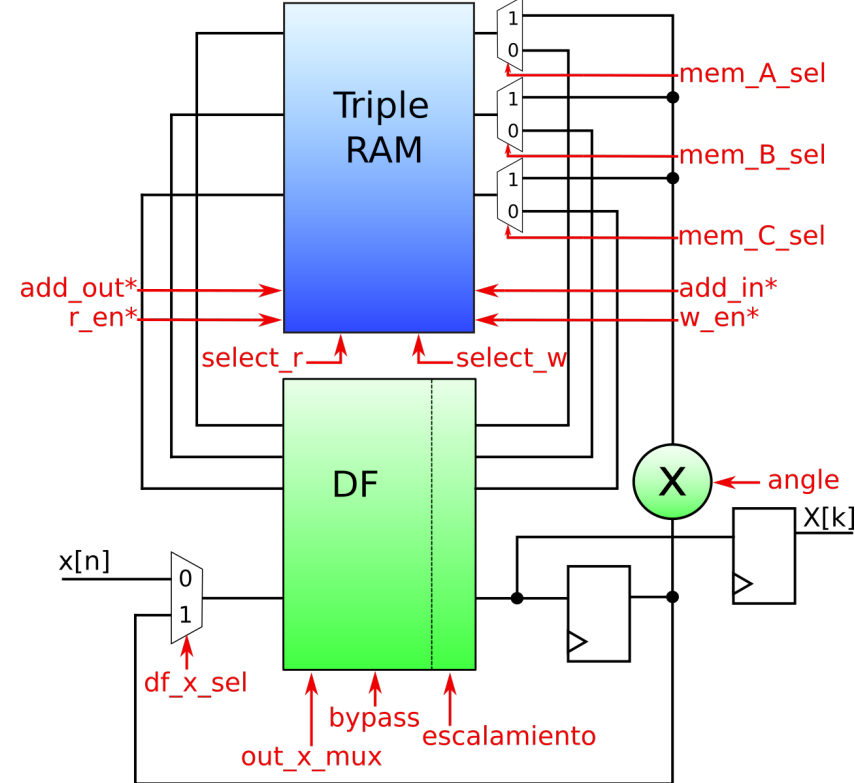 1
0
mem_A_sel
Triple
RAM
1
0
mem_B_sel
1
0
mem_C_sel
add_out*
add_in*
r_en*
w_en*
select_r
select_w
DF
X
angle
X[k]
x[n]
0
1
df_x_sel
bypass
escalamiento
out_x_mux